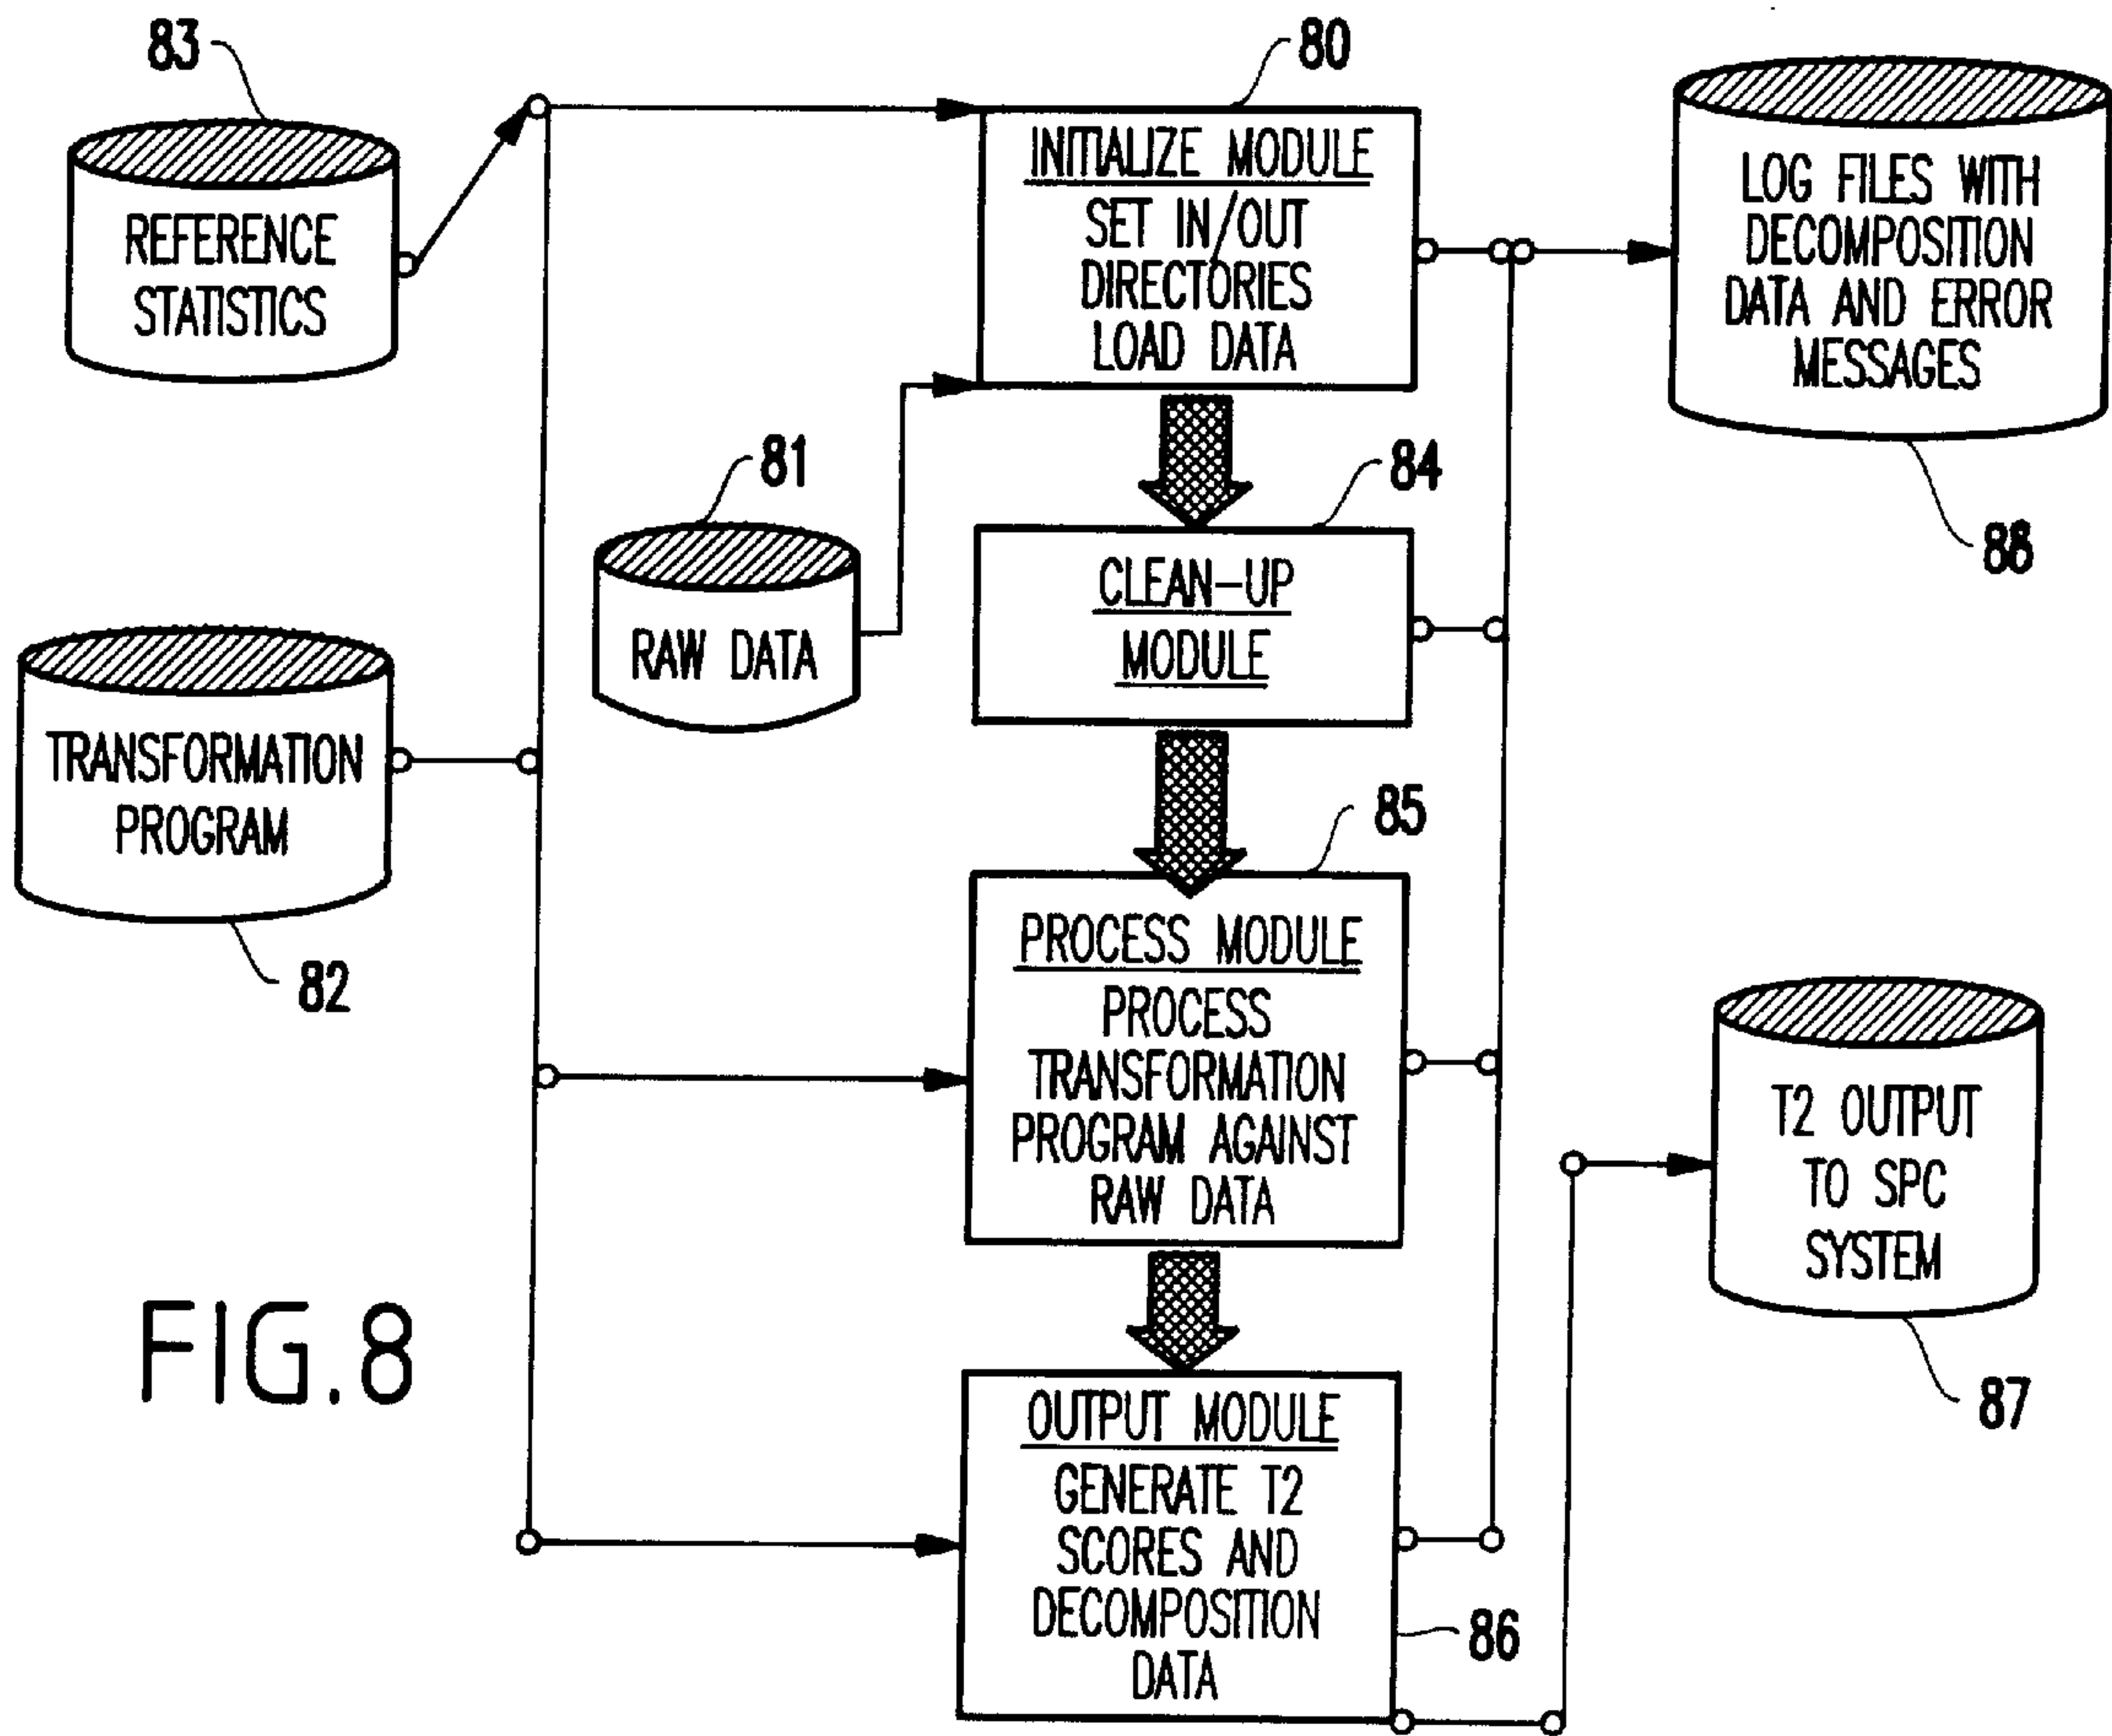 83
REFERENCE
STATISTICS
80
INITIALIZE MODULE
SET IN/OUT
DIRECTORIES
LOAD DATA
LOG FILES WITH
DECOMPOSITION
DATA AND ERROR
MESSAGES
88
81
RAW DATA
84
CLEAN-UP
MODULE
TRANSFORMATION
PROGRAM
82
85
PROCESS MODULE
PROCESS
TRANSFORMATION
PROGRAM AGAINST
RAW DATA
T2 OUTPUT
TO SPC
SYSTEM
87
OUTPUT MODULE
GENERATE T2
SCORES AND
DECOMPOSITION
DATA
86
FIG.8